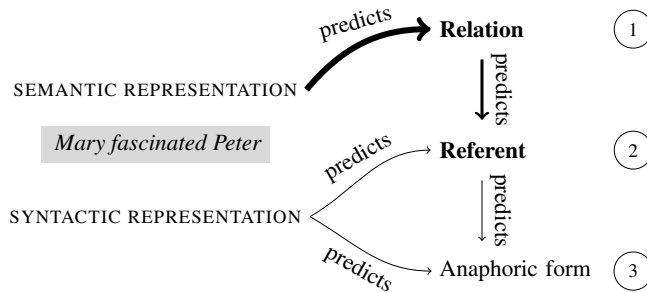 predicts
Relation
1
SEMANTIC REPRESENTATION
predicts
Mary fascinated Peter
predicts
Referent
2
SYNTACTIC REPRESENTATION
predicts
predicts
Anaphoric form
3